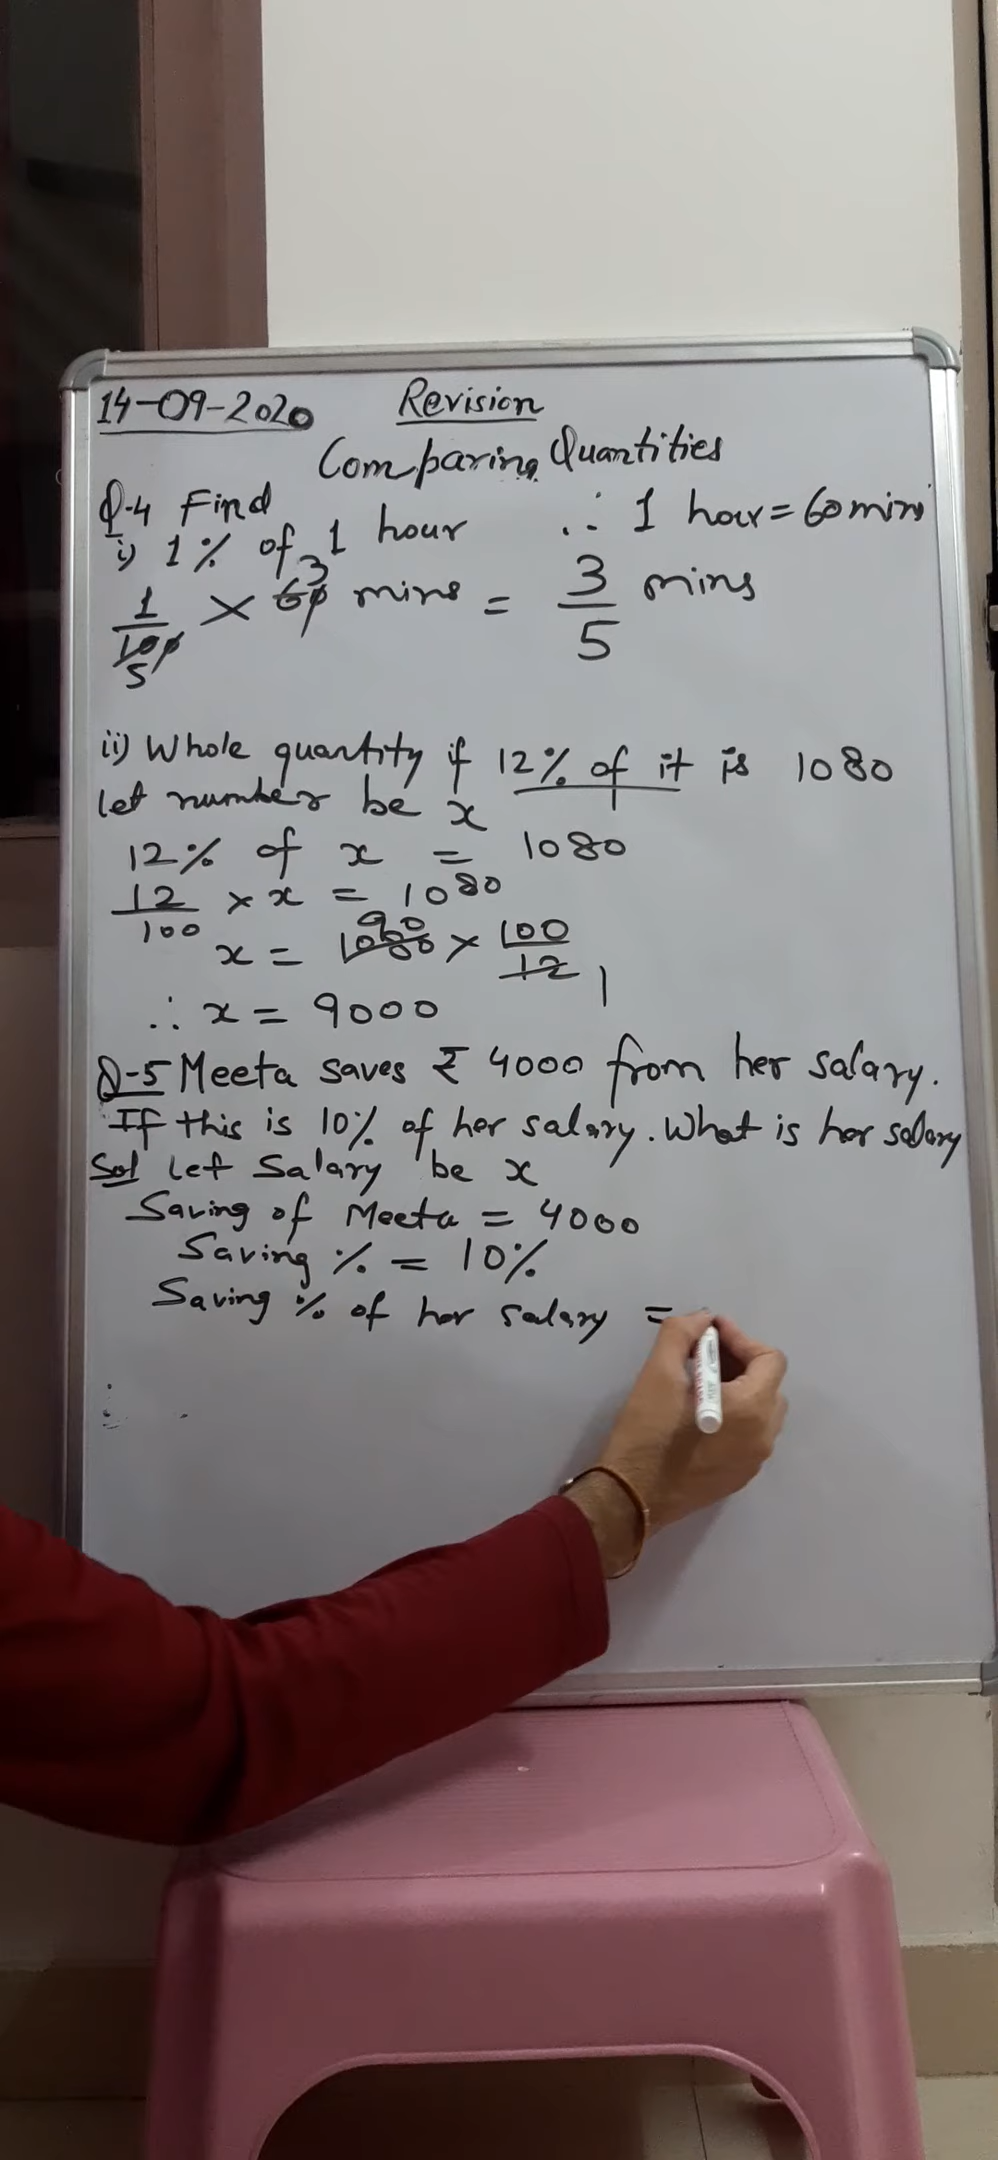 14-09-2020 Revision
Comparing Quantities
Q-4 Find
i) 1% of 1 hour ∴ 1 hour = 60 mins
1/100 5 × 60 3 mins = 3/5 mins
ii) Whole quantity if 12% of it is 1080
let number be x
12% of x = 1080
12/100 × x = 1080
x = 1080 90 × 100/12 1
∴ x = 9000
Q-5 Meeta saves ₹ 4000 from her salary.
If this is 10% of her salary. What is her salary
Sol Let Salary be x
Saving of Meeta = 4000
Saving % = 10%
Saving % of her salary =